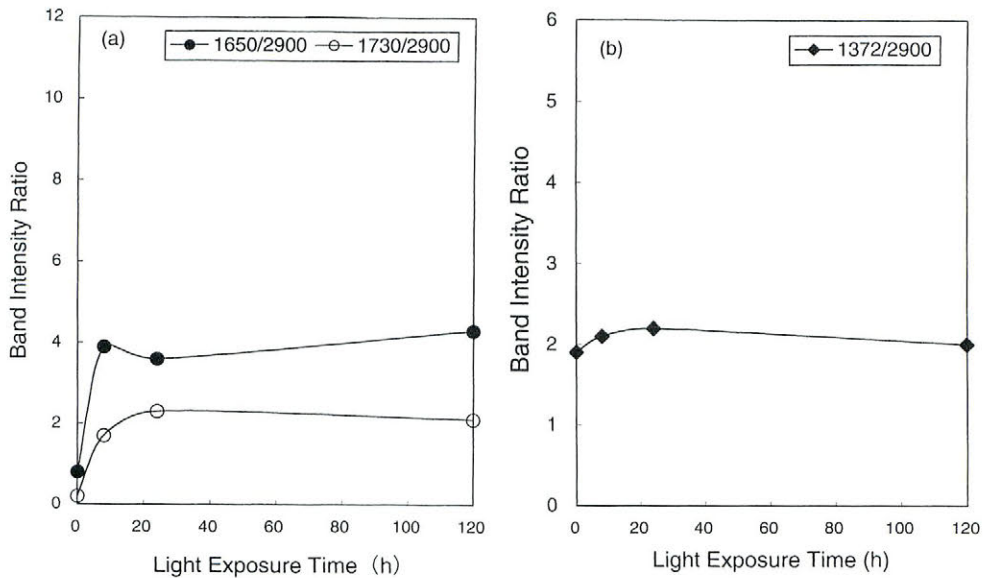 (a)
1650/2900 1730/2900
12
10
8
6
4
2
0
0 20 40 60 80 100 120
Band Intensity Ratio
Light Exposure Time (h)
(b)
1372/2900
6
5
4
3
2
1
0
0 20 40 60 80 100 120
Band Intensity Ratio
Light Exposure Time (h)